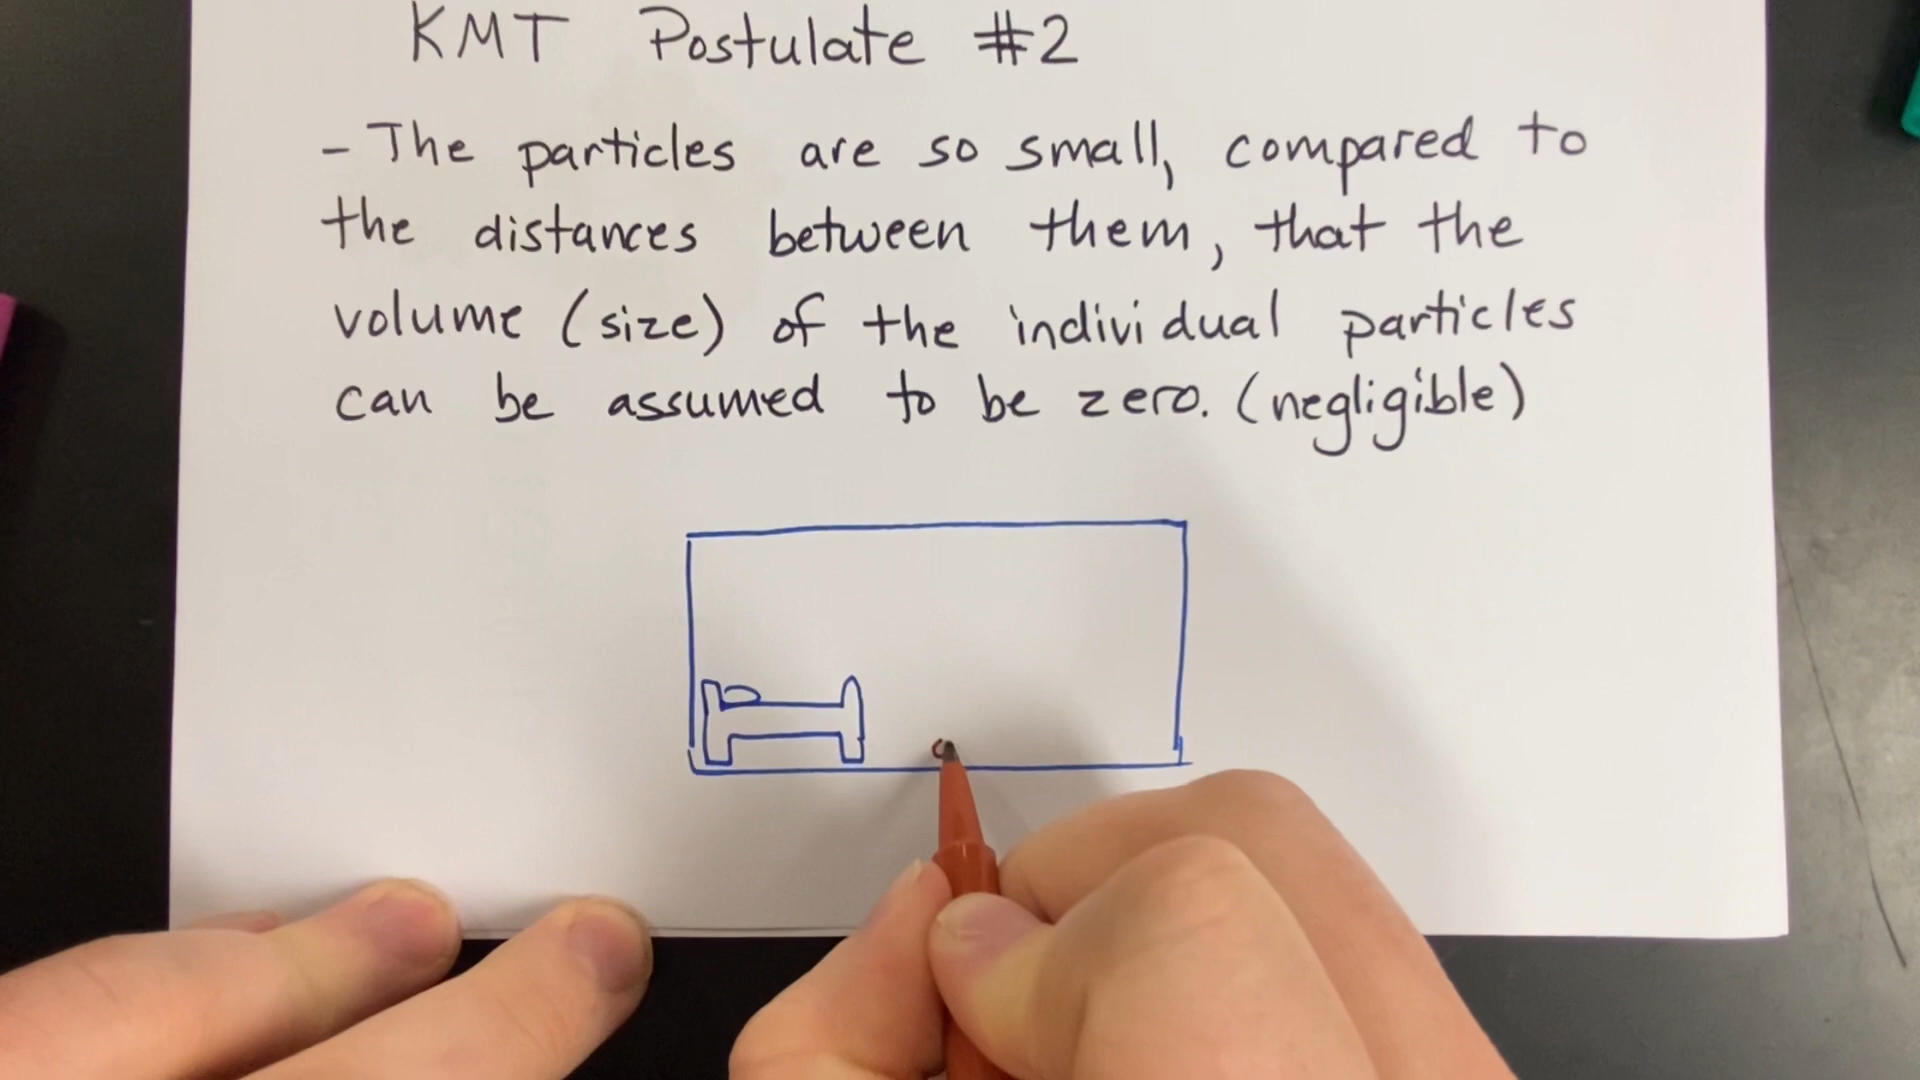 KMT Postulate #2
- The particles are so small, compared to
the distances between them, that the
volume (size) of the individual particles
can be assumed to be zero. (negligible)